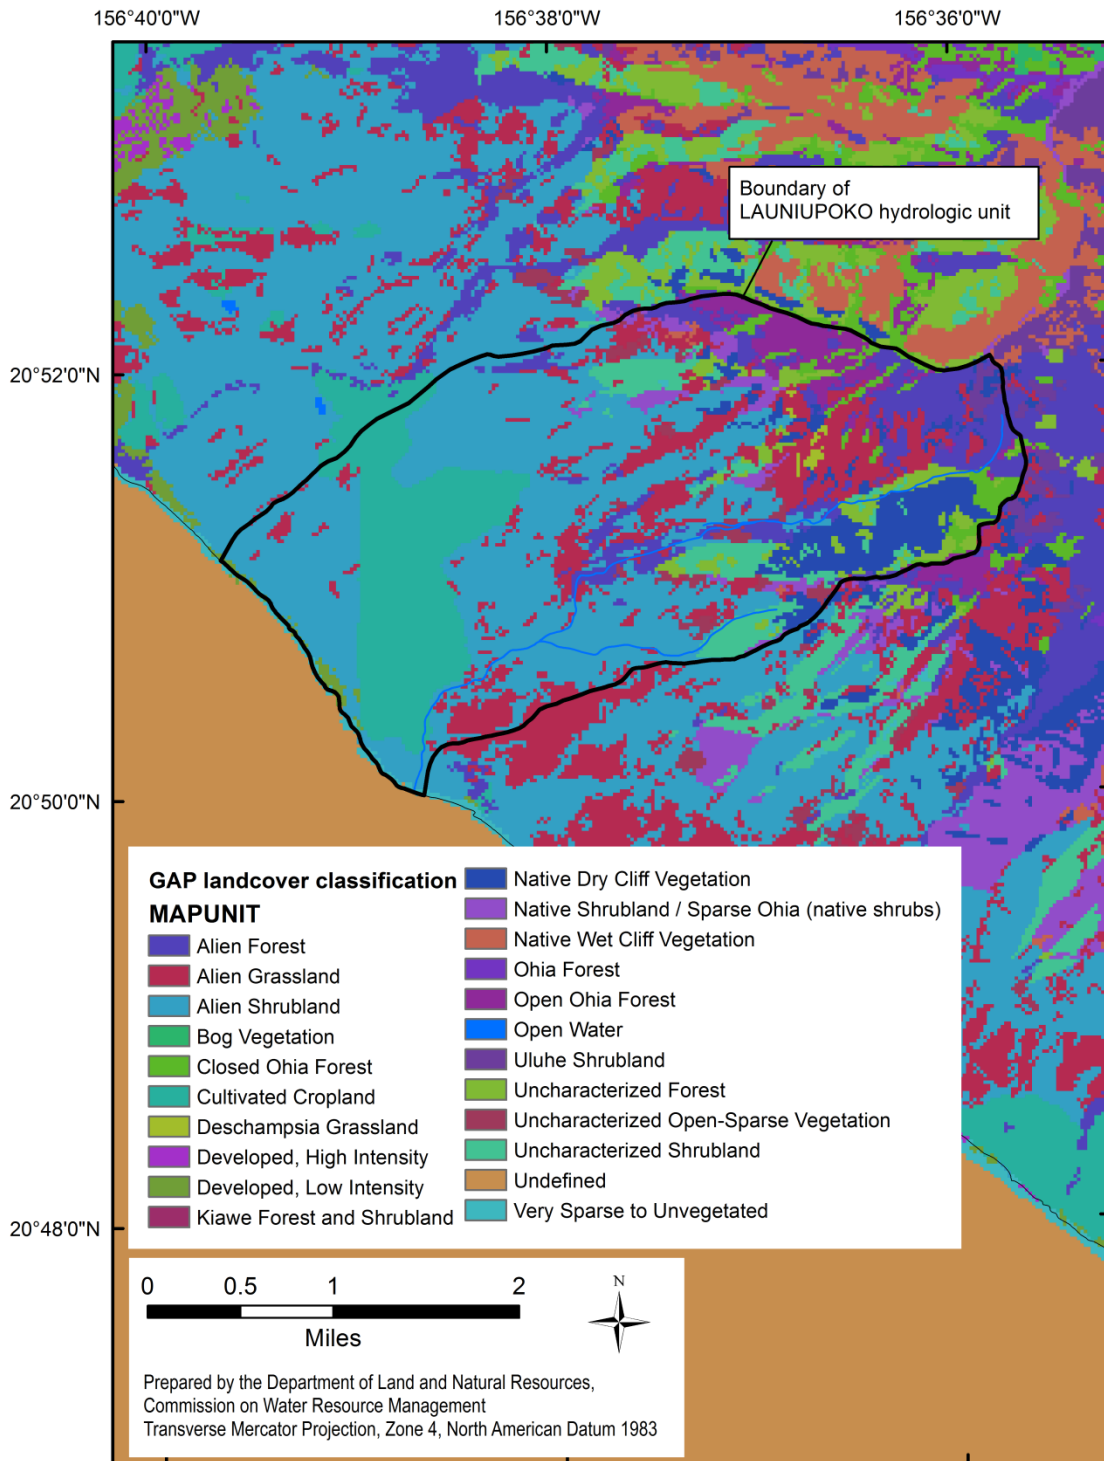 156°40'0"W
156°38'0"W
156°36'0"W
Boundary of
LAUNIUPOKO hydrologic unit
20°52'0"N
20°50'0"N
20°48'0"N
GAP landcover classification
MAPUNIT
Alien Forest
Alien Grassland
Alien Shrubland
Bog Vegetation
Closed Ohia Forest
Cultivated Cropland
Deschampsia Grassland
Developed, High Intensity
Developed, Low Intensity
Kiawe Forest and Shrubland
Native Dry Cliff Vegetation
Native Shrubland / Sparse Ohia (native shrubs)
Native Wet Cliff Vegetation
Ohia Forest
Open Ohia Forest
Open Water
Uluhe Shrubland
Uncharacterized Forest
Uncharacterized Open-Sparse Vegetation
Uncharacterized Shrubland
Undefined
Very Sparse to Unvegetated
0 0.5 1 2
Miles
N
Prepared by the Department of Land and Natural Resources,
Commission on Water Resource Management
Transverse Mercator Projection, Zone 4, North American Datum 1983